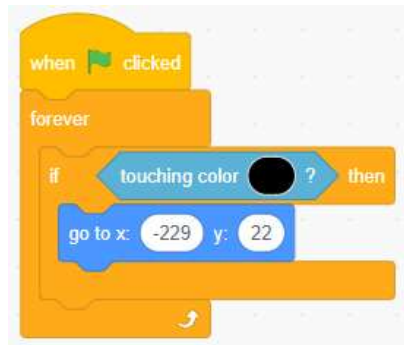 when clicked
forever
if touching color ? then
go to x: -229 y: 22